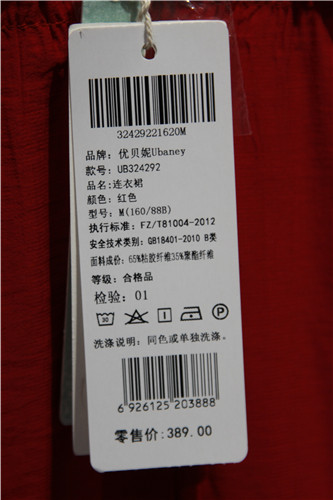 32429221620M
品牌: 优贝妮Ubaney
款号: UB324292
品名: 连衣裙
颜色: 红色
型号: M(160/88B)
执行标准: FZ/T81004-2012
安全技术类别: GB18401-2010 B类
面料成份: 65%粘胶纤维35%聚酯纤维
等级: 合格品
检验: 01
30
洗涤说明: 同色或单独洗涤。
6 926125 203888
零售价: 389.00